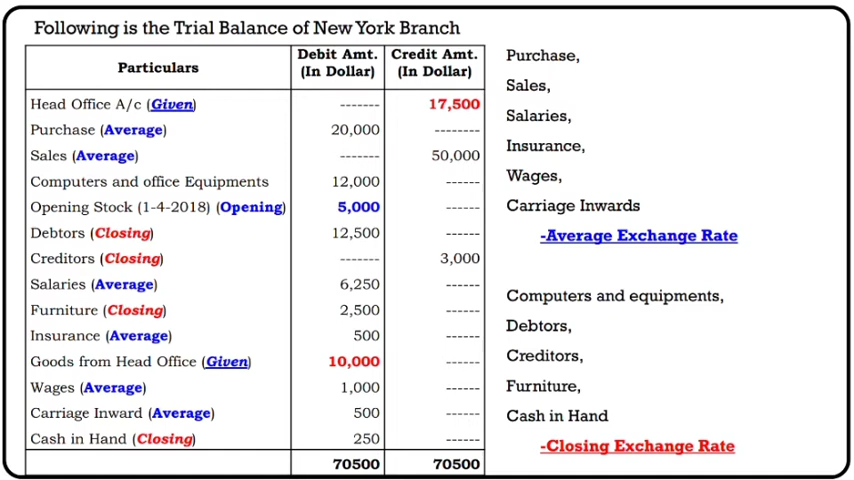 Following is the Trial Balance of New York Branch
Particulars
Debit Amt.
(In Dollar)
Credit Amt.
(In Dollar)
Head Office A/c (Given) ------- 17,500
Purchase (Average) 20,000 --------
Sales (Average) ------- 50,000
Computers and office Equipments 12,000 ------
Opening Stock (1-4-2018) (Opening) 5,000 ------
Debtors (Closing) 12,500 ------
Creditors (Closing) ------- 3,000
Salaries (Average) 6,250 ------
Furniture (Closing) 2,500 ------
Insurance (Average) 500 ------
Goods from Head Office (Given) 10,000 ------
Wages (Average) 1,000 ------
Carriage Inward (Average) 500 ------
Cash in Hand (Closing) 250 ------
70500 70500
Purchase,
Sales,
Salaries,
Insurance,
Wages,
Carriage Inwards
-Average Exchange Rate
Computers and equipments,
Debtors,
Creditors,
Furniture,
Cash in Hand
-Closing Exchange Rate